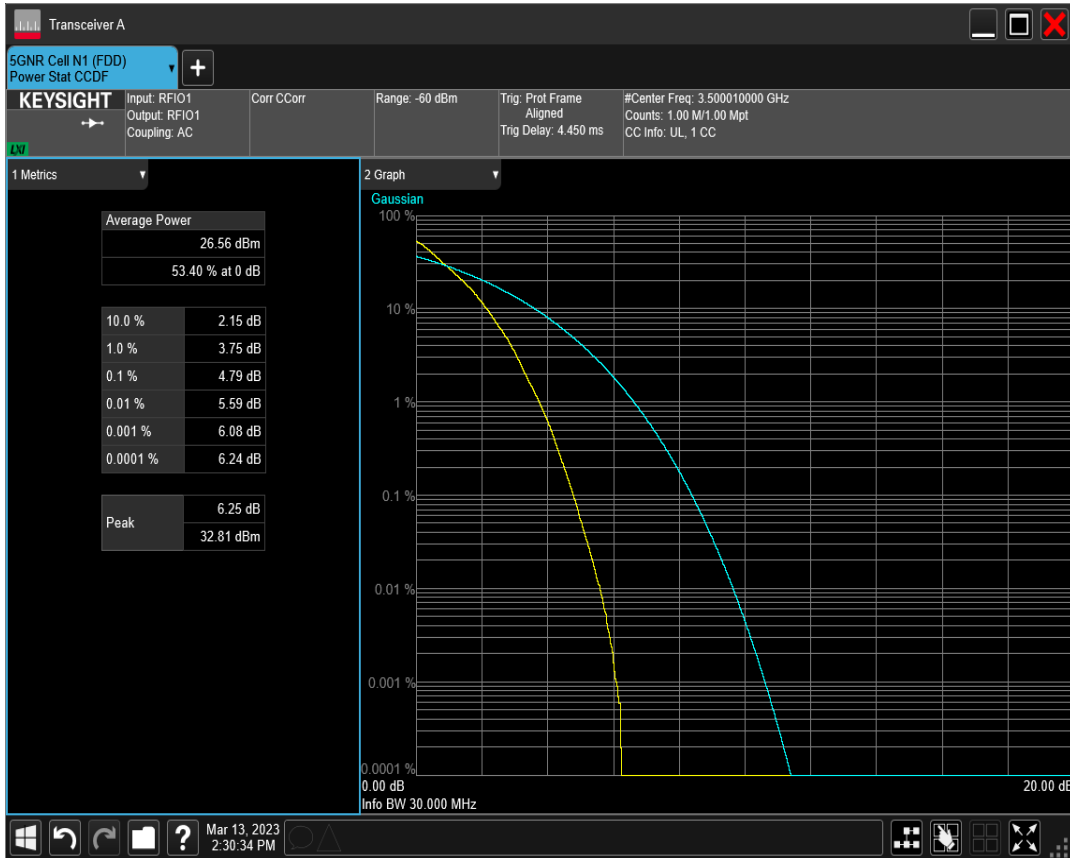 Transceiver A
5GNR Cell N1 (FDD)
Power Stat CCDF
+
KEYSIGHT
LXI
Input: RFIO1
Output: RFIO1
Coupling: AC
Corr CCorr
Range: -60 dBm
Trig: Prot Frame
Aligned
Trig Delay: 4.450 ms
#Center Freq: 3.500010000 GHz
Counts: 1.00 M/1.00 Mpt
CC Info: UL, 1 CC
1 Metrics
Average Power
26.56 dBm
53.40 % at 0 dB
10.0 % 2.15 dB
1.0 % 3.75 dB
0.1 % 4.79 dB
0.01 % 5.59 dB
0.001 % 6.08 dB
0.0001 % 6.24 dB
Peak
6.25 dB
32.81 dBm
2 Graph
Gaussian
100 %
10 %
1 %
0.1 %
0.01 %
0.001 %
0.0001 %
0.00 dB 20.00 dB
Info BW 30.000 MHz
?
Mar 13, 2023
2:30:34 PM